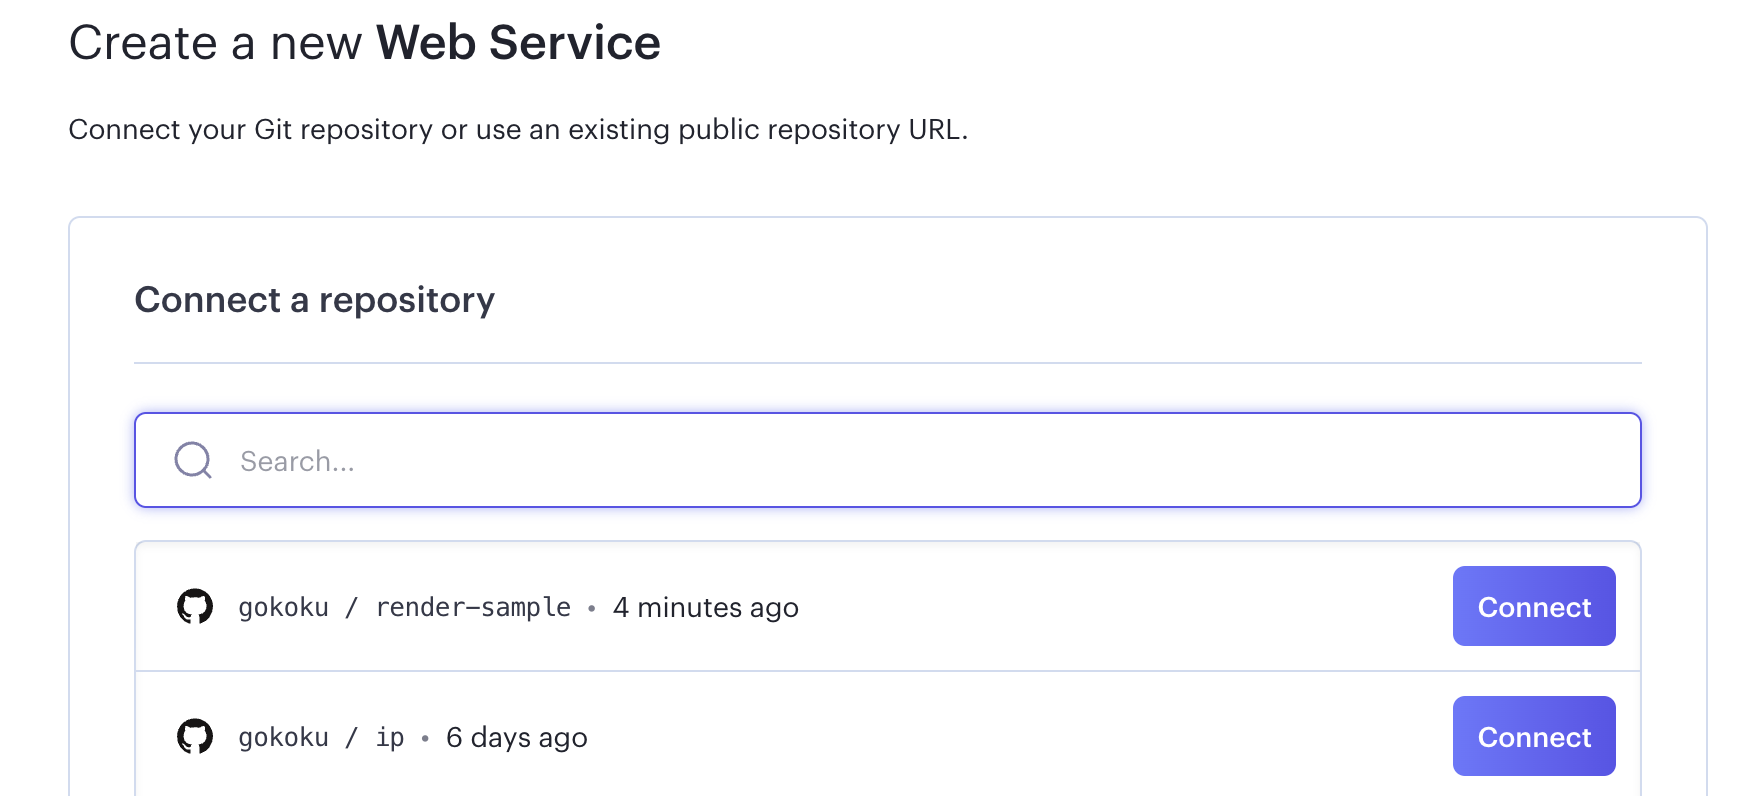 Create a new Web Service
Connect your Git repository or use an existing public repository URL.
Connect a repository
Search...
gokoku / render-sample • 4 minutes ago
Connect
gokoku / ip • 6 days ago
Connect